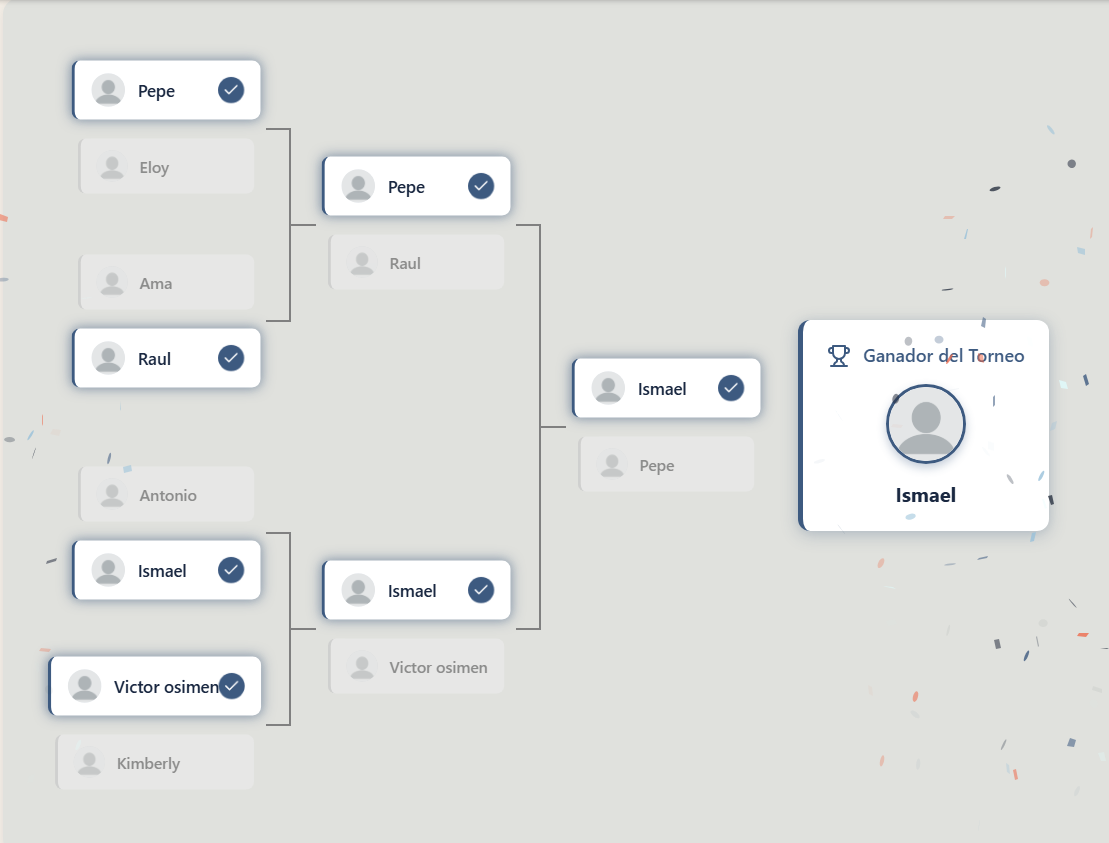 Pepe
Eloy
Ama
Raul
Antonio
Ismael
Victor osimen
Kimberly
Pepe
Raul
Ismael
Victor osimen
Ismael
Pepe
Ganador del Torneo
Ismael